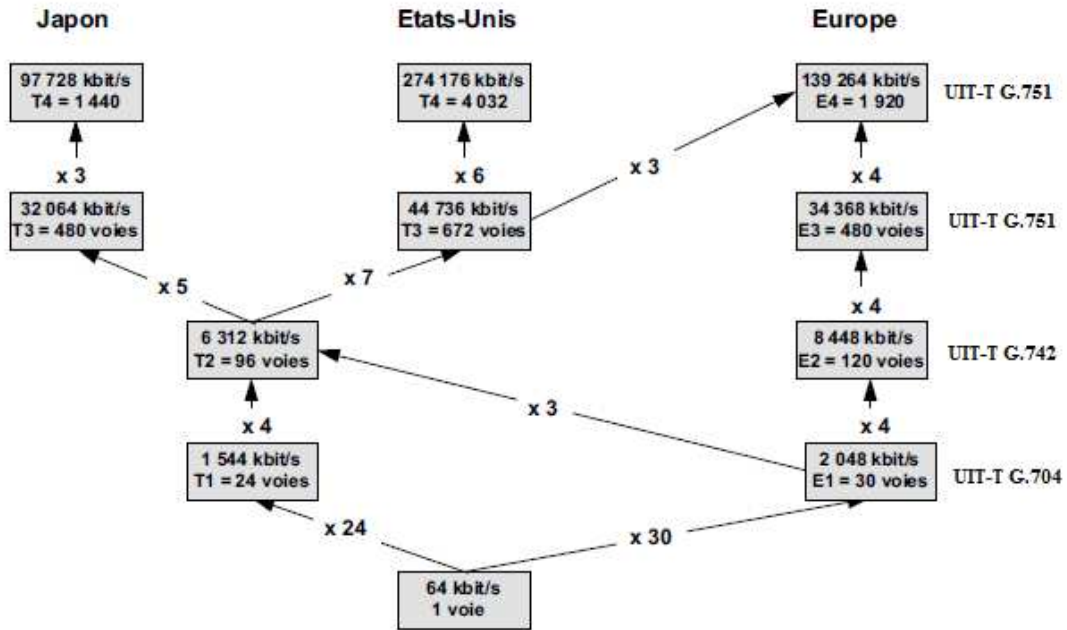 Japon
Etats-Unis
Europe
97 728 kbit/s
T4 = 1 440
274 176 kbit/s
T4 = 4 032
139 264 kbit/s
E4 = 1 920
UIT-T G.751
x 3
x 6
x 3
x 4
32 064 kbit/s
T3 = 480 voies
44 736 kbit/s
T3 = 672 voies
34 368 kbit/s
E3 = 480 voies
UIT-T G.751
x 5
x 7
x 4
6 312 kbit/s
T2 = 96 voies
8 448 kbit/s
E2 = 120 voies
UIT-T G.742
x 4
x 3
x 4
1 544 kbit/s
T1 = 24 voies
2 048 kbit/s
E1 = 30 voies
UIT-T G.704
x 24
x 30
64 kbit/s
1 voie